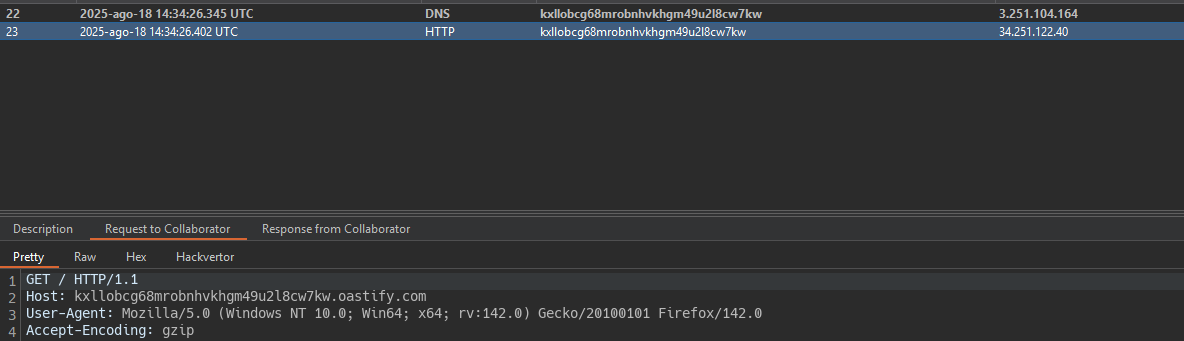 22 2025-ago-18 14:34:26.345 UTC DNS kxllobcg68mrobnhvkhgm49u2l8cw7kw 3.251.104.164
23 2025-ago-18 14:34:26.402 UTC HTTP kxllobcg68mrobnhvkhgm49u2l8cw7kw 34.251.122.40
Description Request to Collaborator Response from Collaborator
Pretty Raw Hex Hackvertor
1 GET / HTTP/1.1
2 Host: kxllobcg68mrobnhvkhgm49u2l8cw7kw.oastify.com
3 User-Agent: Mozilla/5.0 (Windows NT 10.0; Win64; x64; rv:142.0) Gecko/20100101 Firefox/142.0
4 Accept-Encoding: gzip